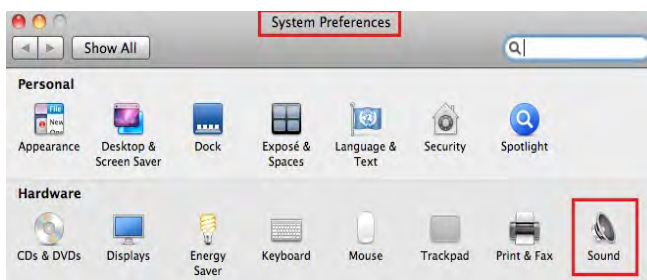 System Preferences
Show All
Personal
Appearance
Desktop &
Screen Saver
Dock
Exposé &
Spaces
Language &
Text
Security
Spotlight
Hardware
CDs & DVDs
Displays
Energy
Saver
Keyboard
Mouse
Trackpad
Print & Fax
Sound